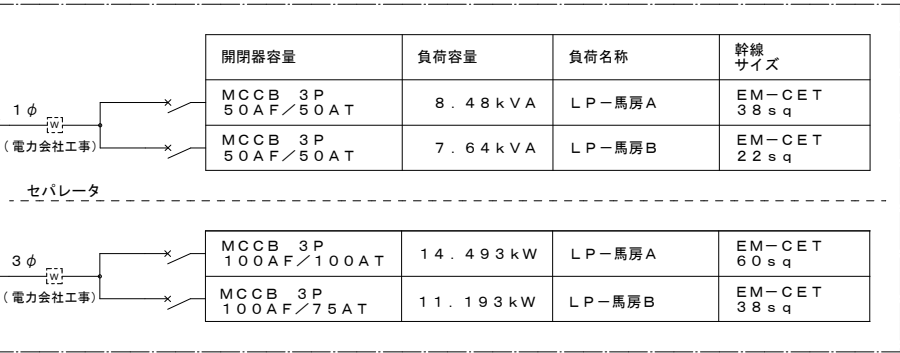 開閉器容量 負荷容量 負荷名称 幹線サイズ
1φ
W
(電力会社工事)
MCCB 3P
50AF/50AT
8.48kVA
LP-馬房A
EM-CET
38sq
MCCB 3P
50AF/50AT
7.64kVA
LP-馬房B
EM-CET
22sq
セパレータ
3φ
W
(電力会社工事)
MCCB 3P
100AF/100AT
14.493kW
LP-馬房A
EM-CET
60sq
MCCB 3P
100AF/75AT
11.193kW
LP-馬房B
EM-CET
38sq